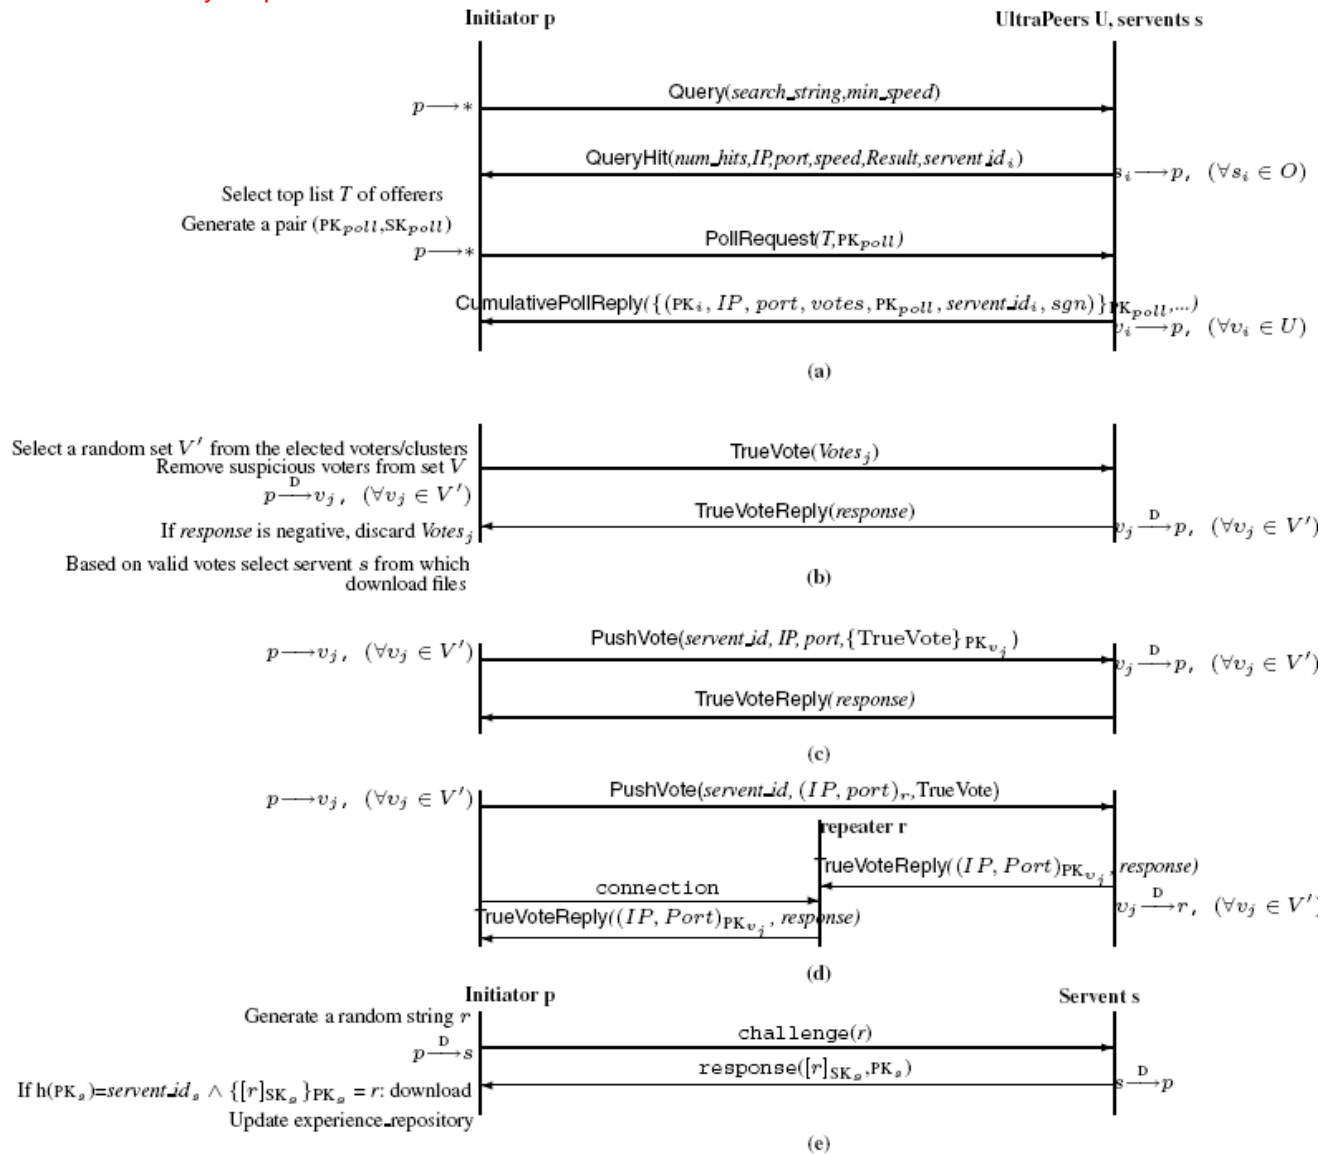 Initiator p UltraPeers U, servents s
Query(search_string,min_speed)
p⟶*
QueryHit(num_hits,IP,port,speed,Result,servent_id_i)
s_i⟶p, (∀s_i ∈ O)
Select top list T of offerers
Generate a pair (PK_poll,SK_poll)
PollRequest(T,PK_poll)
p⟶*
CumulativePollReply({(PK_i, IP, port, votes, PK_poll, servent_id_i, sgn)}PK_poll,...)
v_i⟶p, (∀v_i ∈ U)
(a)
Select a random set V′ from the elected voters/clusters
TrueVote(Votes_j)
Remove suspicious voters from set V
p ⟶^D v_j, (∀v_j ∈ V′)
TrueVoteReply(response)
If response is negative, discard Votes_j
v_j ⟶^D p, (∀v_j ∈ V′)
Based on valid votes select servent s from which
download files
(b)
PushVote(servent_id, IP, port,{TrueVote}PK_v_j)
p⟶v_j, (∀v_j ∈ V′)
v_j ⟶^D p, (∀v_j ∈ V′)
TrueVoteReply(response)
(c)
PushVote(servent_id, (IP, port)_r,TrueVote)
p⟶v_j, (∀v_j ∈ V′)
repeater r
TrueVoteReply((IP, Port)PK_v_j, response)
connection
v_j ⟶^D r, (∀v_j ∈ V′)
TrueVoteReply((IP, Port)PK_v_j, response)
(d)
Initiator p Servent s
Generate a random string r
challenge(r)
p ⟶^D s
response([r]SK_s,PK_s)
s ⟶^D p
If h(PK_s)=servent_id_s ∧ {[r]SK_s}PK_s = r: download
Update experience_repository
(e)